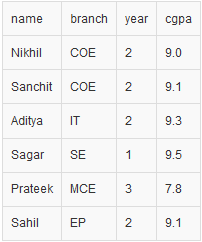 name branch year cgpa
Nikhil COE 2 9.0
Sanchit COE 2 9.1
Aditya IT 2 9.3
Sagar SE 1 9.5
Prateek MCE 3 7.8
Sahil EP 2 9.1